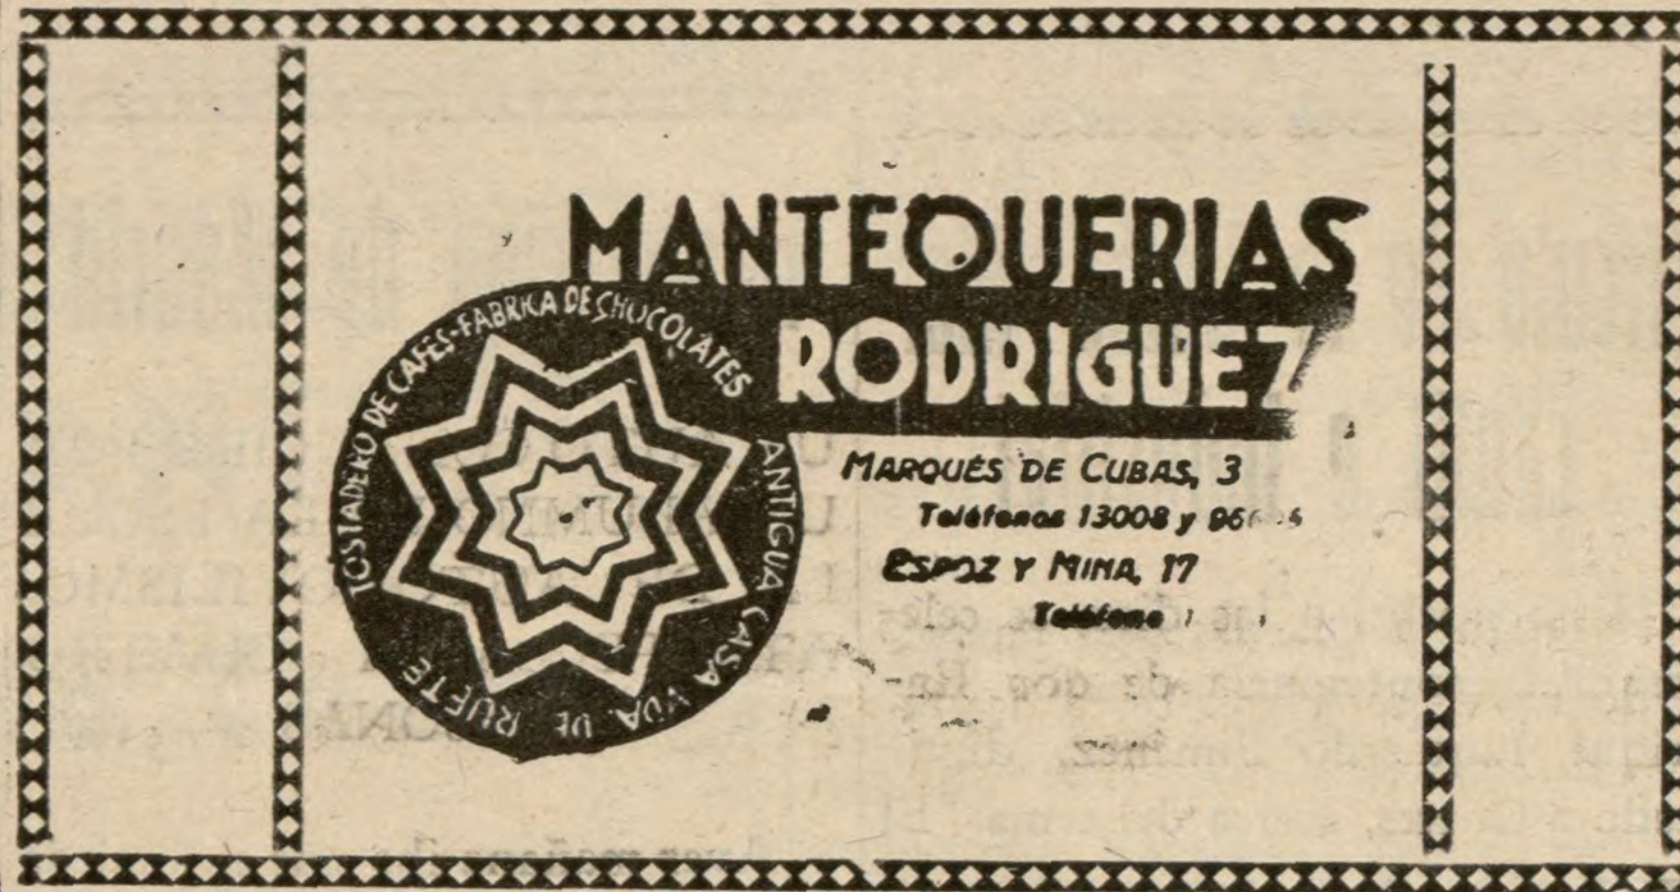 MANTEQUERIAS
RODRIGUEZ
TOSTADERO DE CAFES-FABRICA DE CHOCOLATES
ANTIGUA CASA VDA. DE RUETE
MARQUÉS DE CUBAS, 3
Teléfonos 13008 y
ESPOZ Y MINA, 17
Teléfono